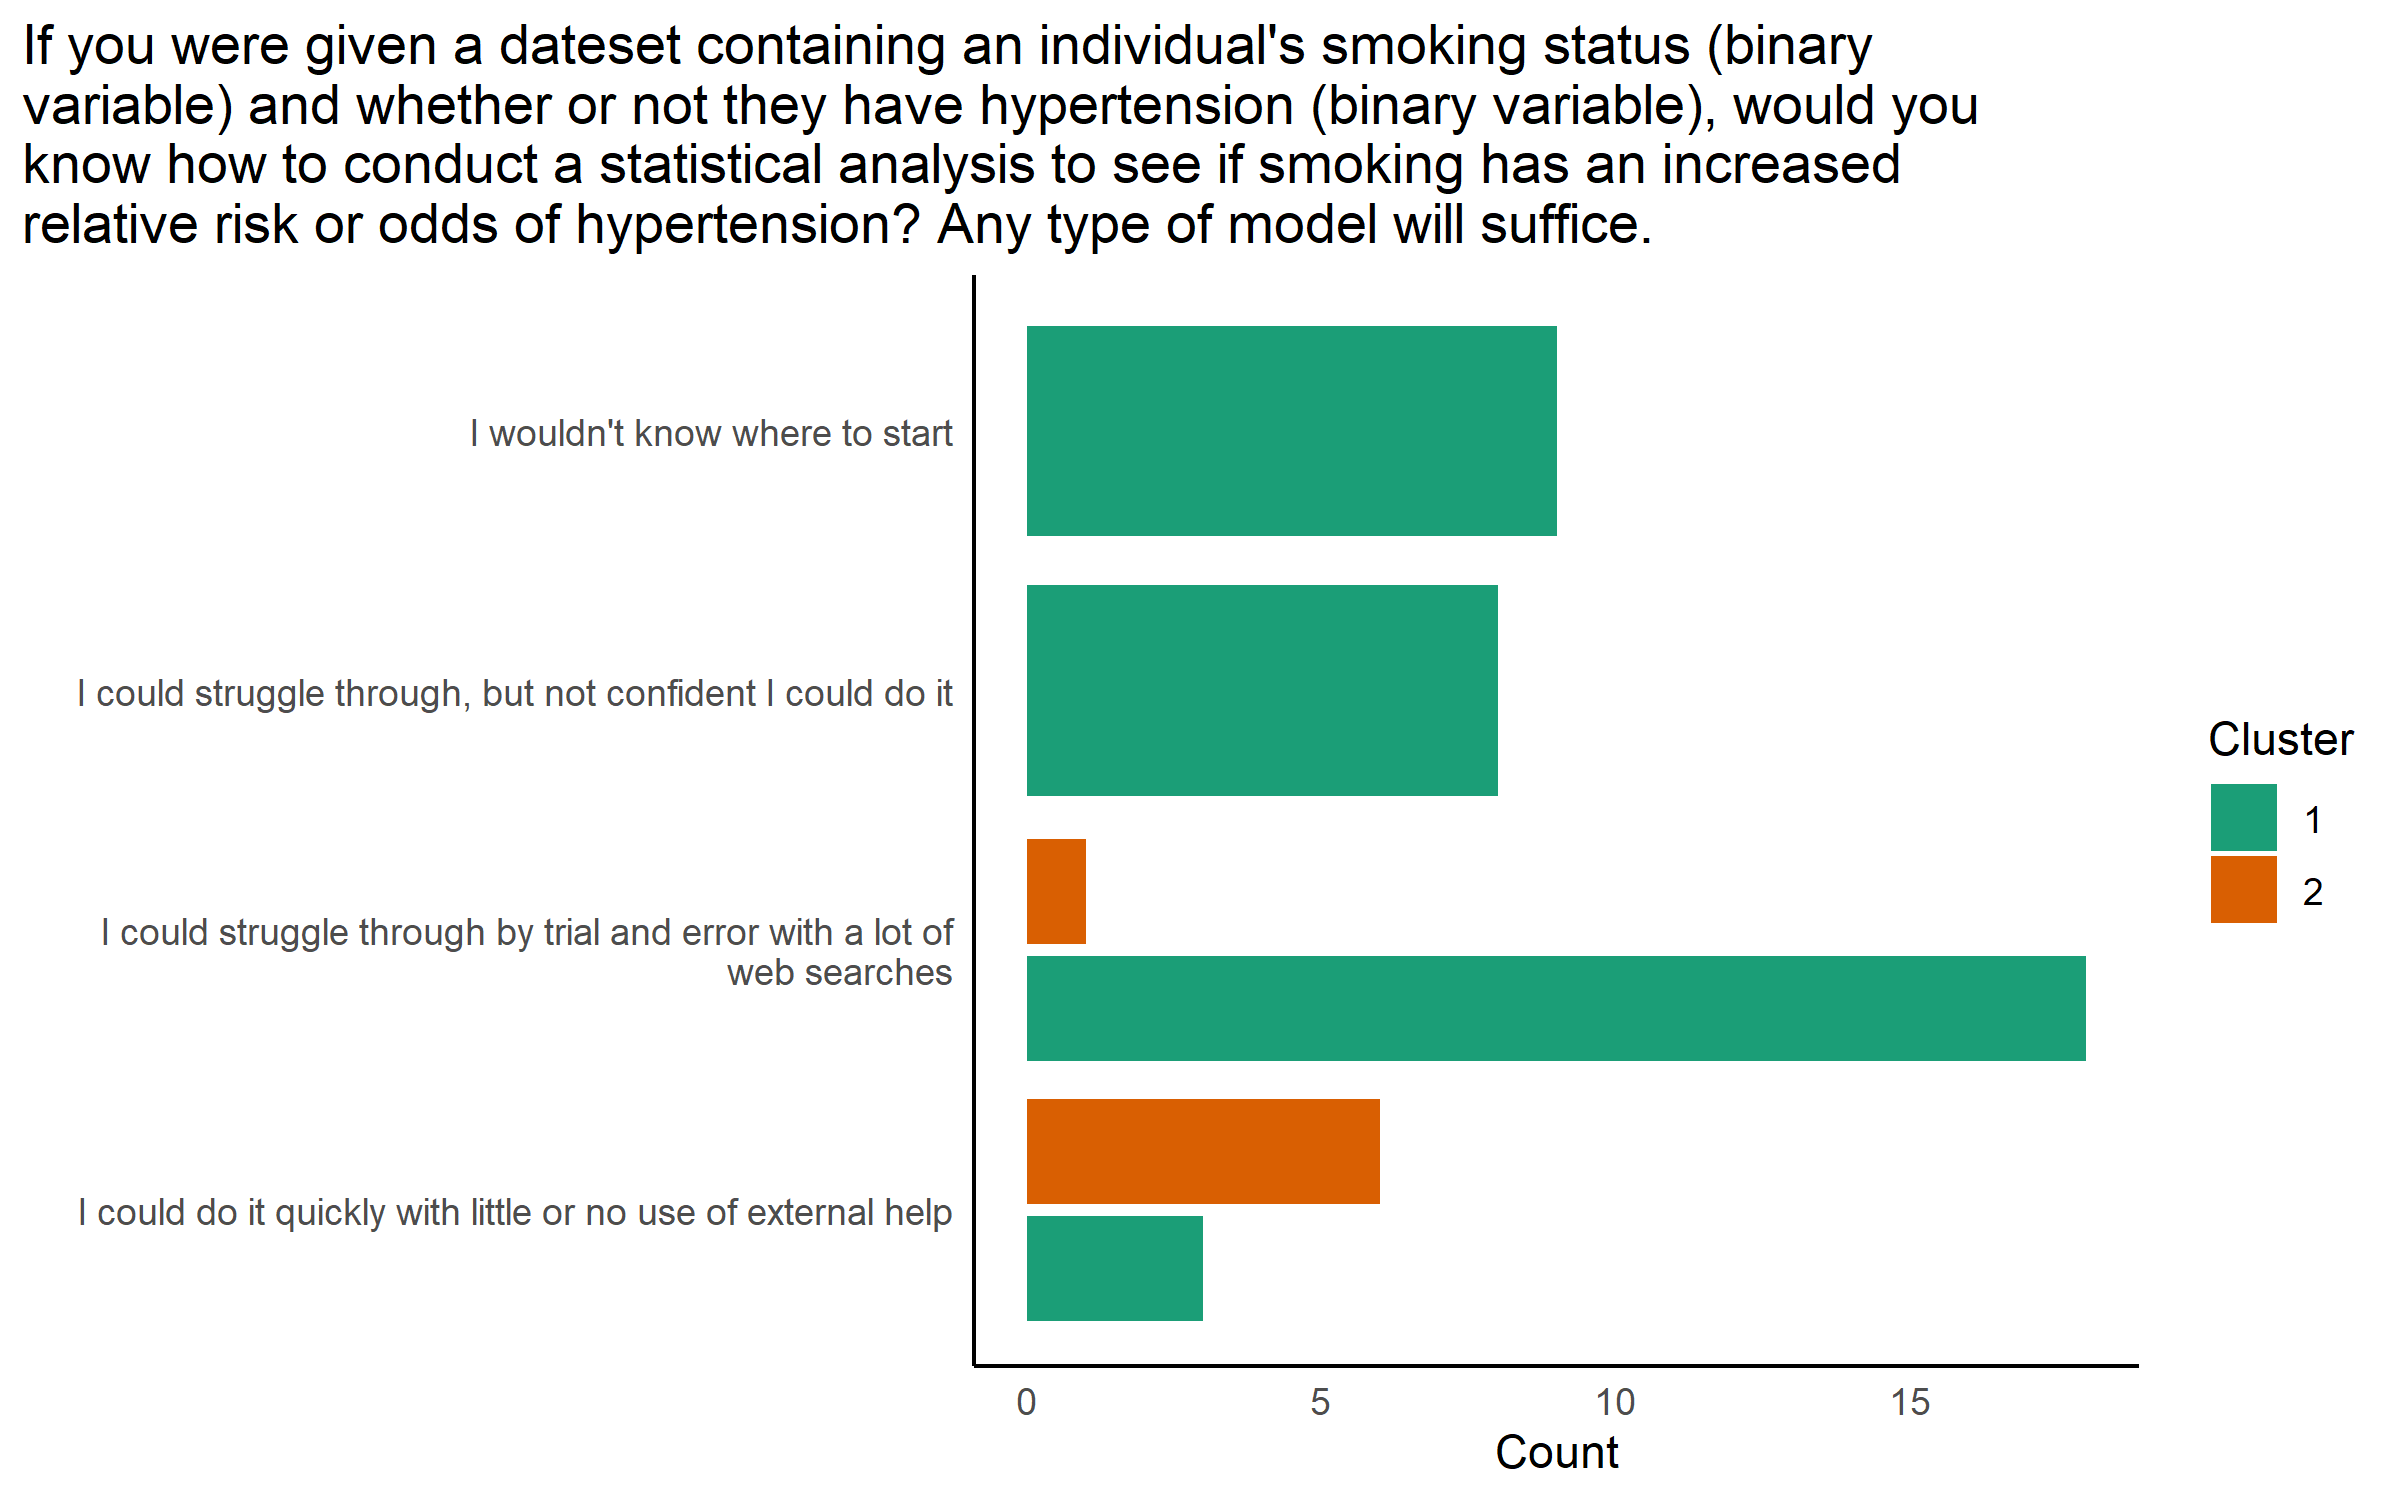 If you were given a dateset containing an individual's smoking status (binary
variable) and whether or not they have hypertension (binary variable), would you
know how to conduct a statistical analysis to see if smoking has an increased
relative risk or odds of hypertension? Any type of model will suffice.
I wouldn't know where to start
I could struggle through, but not confident I could do it
I could struggle through by trial and error with a lot of
web searches
I could do it quickly with little or no use of external help
0 5 10 15
Count
Cluster
1
2